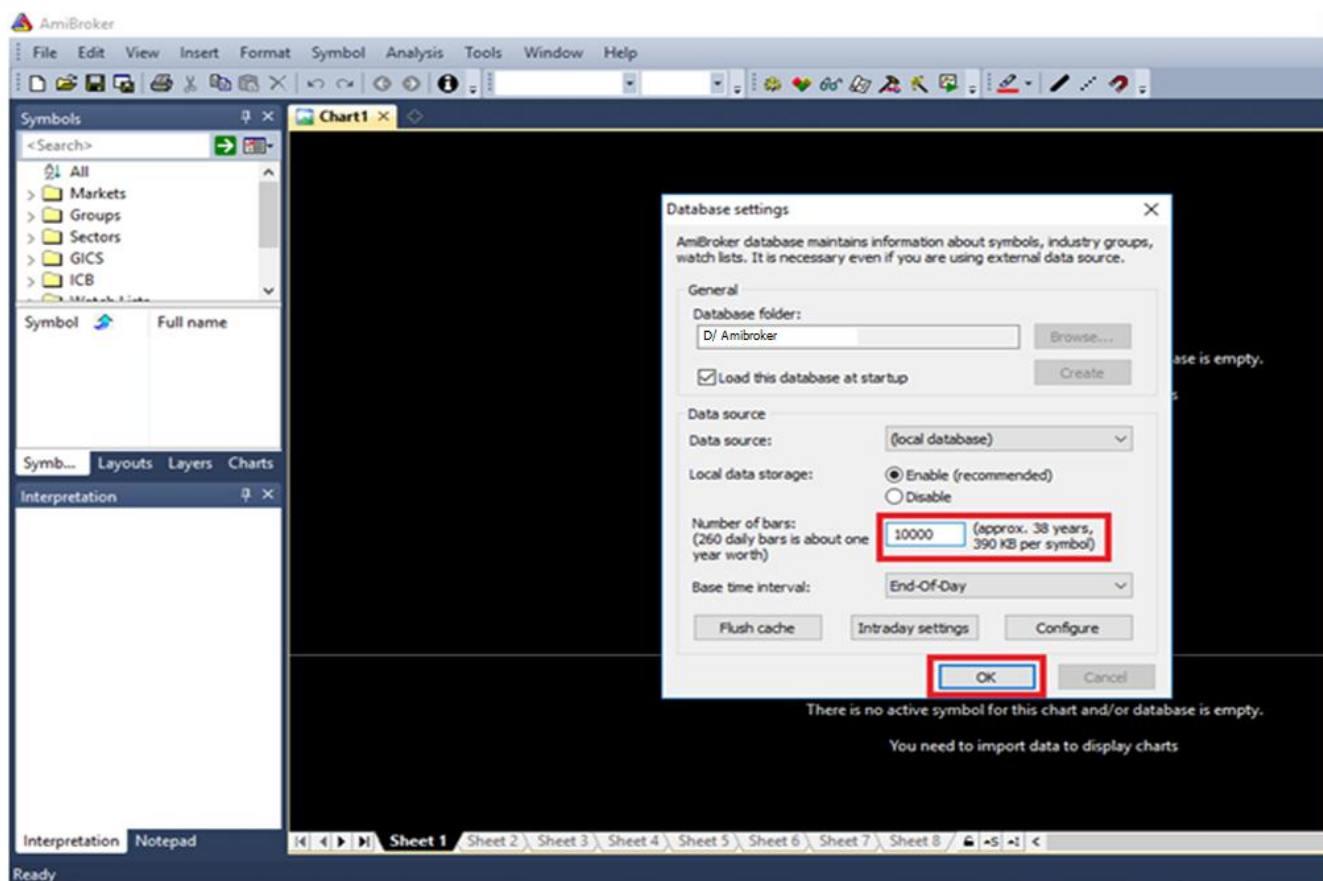 AmiBroker
File Edit View Insert Format Symbol Analysis Tools Window Help
Symbols
Chart1
<Search>
All
Markets
Groups
Sectors
GICS
ICB
Watch Lists
Symbol Full name
Symb... Layouts Layers Charts
Interpretation
Interpretation Notepad
Database settings
AmiBroker database maintains information about symbols, industry groups,
watch lists. It is necessary even if you are using external data source.
General
Database folder:
D/ Amibroker
Browse...
Load this database at startup
Create
Data source
Data source:
(local database)
Local data storage:
Enable (recommended)
Disable
Number of bars:
(260 daily bars is about one
year worth)
10000
(approx. 38 years,
390 KB per symbol)
Base time interval:
End-Of-Day
Flush cache
Intraday settings
Configure
OK
Cancel
ase is empty.
s
There is no active symbol for this chart and/or database is empty.
You need to import data to display charts
Sheet 1 Sheet 2 Sheet 3 Sheet 4 Sheet 5 Sheet 6 Sheet 7 Sheet 8
Ready